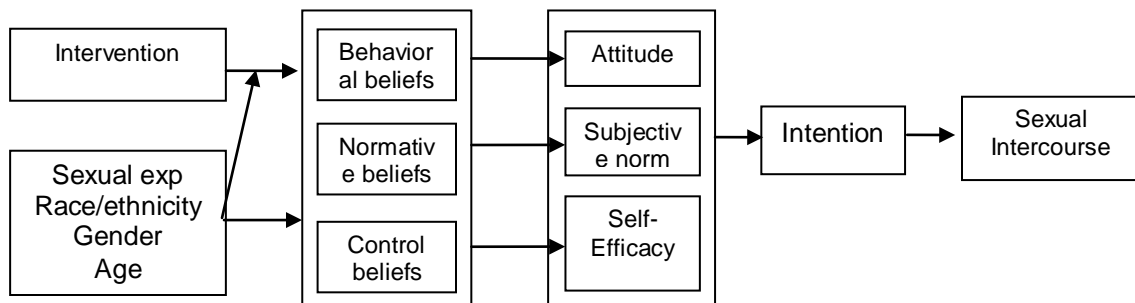 Intervention
Sexual exp
Race/ethnicity
Gender
Age
Behavior
al beliefs
Normativ
e beliefs
Control
beliefs
Attitude
Subjectiv
e norm
Self-
Efficacy
Intention
Sexual
Intercourse